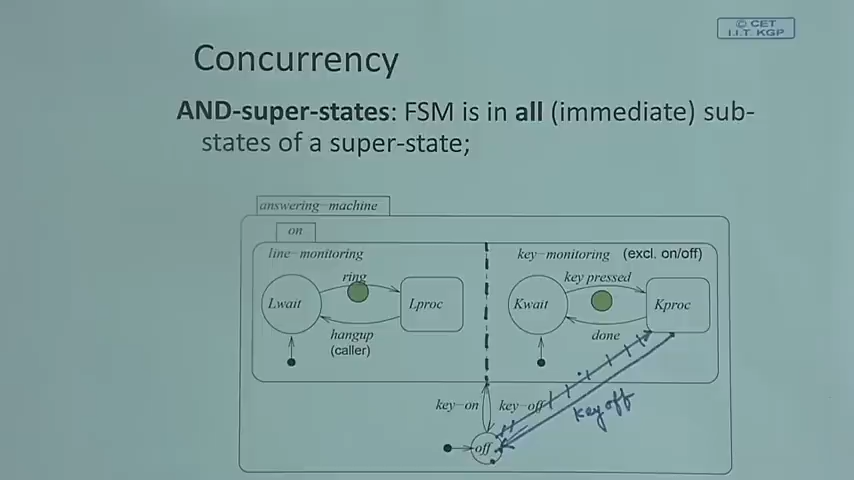 © CET
I.I.T. KGP
Concurrency
AND-super-states: FSM is in all (immediate) sub-
states of a super-state;
answering-machine
on
line-monitoring
key-monitoring (excl. on/off)
ring
key pressed
Lwait
Lproc
Kwait
Kproc
hangup
(caller)
done
key-on
key-off
key off
off